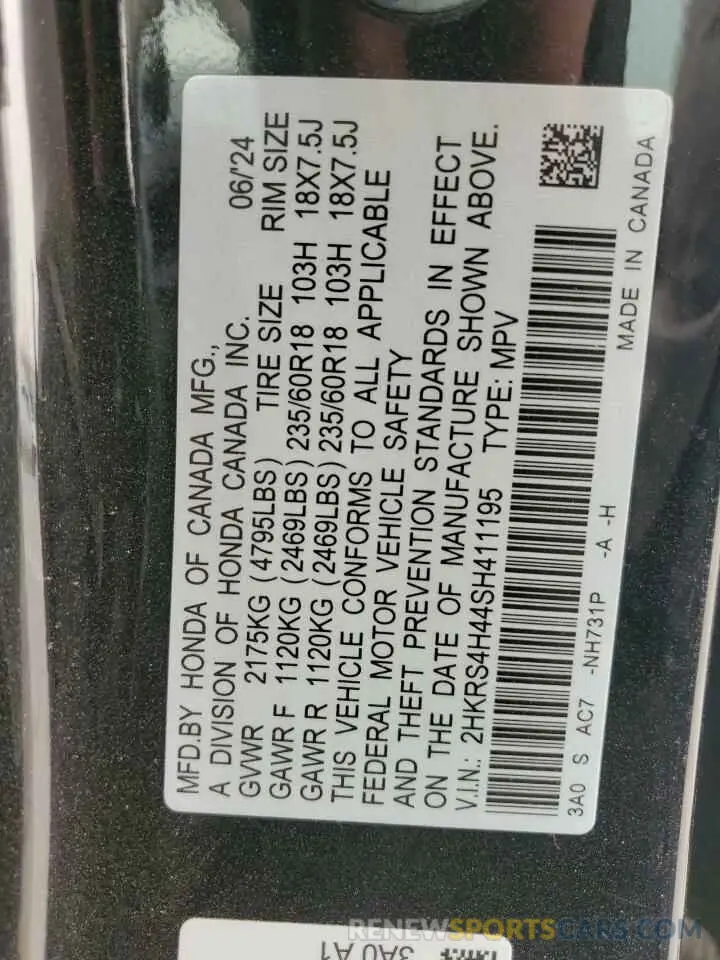 MFD.BY HONDA OF CANADA MFG.,
A DIVISION OF HONDA CANADA INC. 06/'24
GVWR 2175KG (4795LBS) TIRE SIZE RIM SIZE
GAWR F 1120KG (2469LBS) 235/60R18 103H 18X7.5J
GAWR R 1120KG (2469LBS) 235/60R18 103H 18X7.5J
THIS VEHICLE CONFORMS TO ALL APPLICABLE
FEDERAL MOTOR VEHICLE SAFETY
AND THEFT PREVENTION STANDARDS IN EFFECT
ON THE DATE OF MANUFACTURE SHOWN ABOVE.
V.I.N.: 2HKRS4H44SH411195 TYPE: MPV
3A0 S AC7 -NH731P -A -H MADE IN CANADA
3A0 A1
RENEWSPORTSCARS.COM